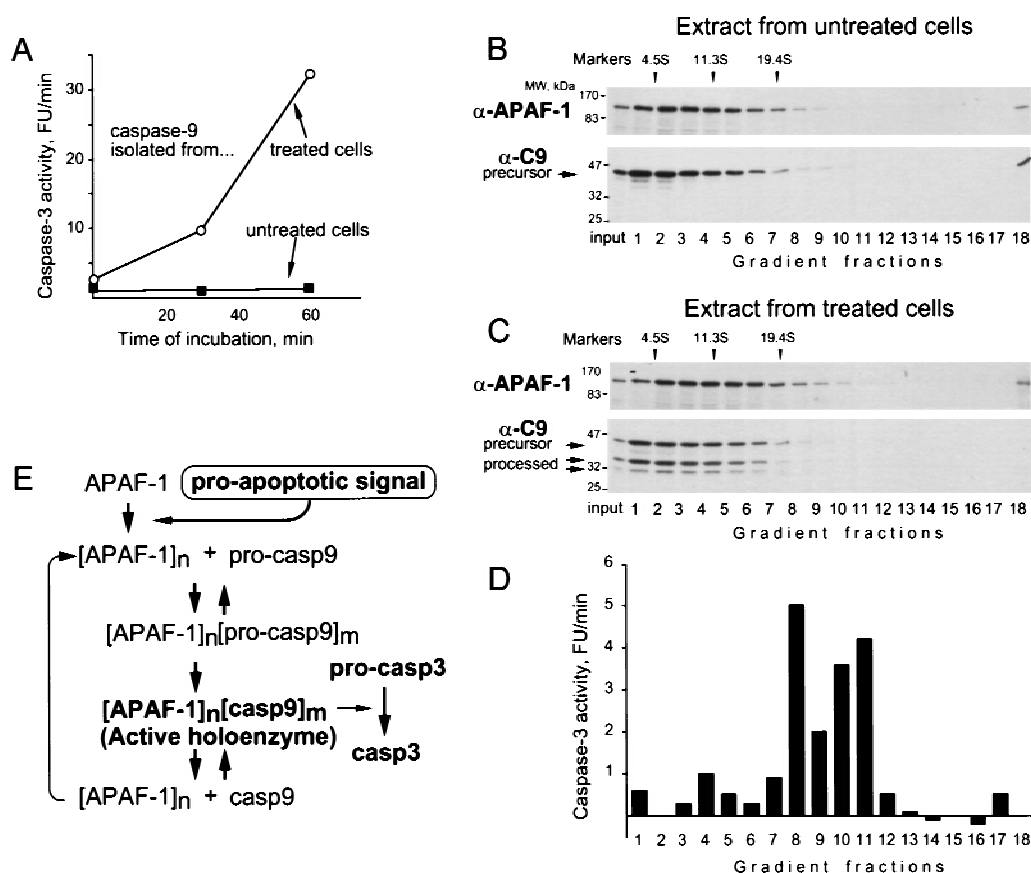 A
Caspase-3 activity, FU/min
30
20
10
caspase-9
isolated from...
treated cells
untreated cells
20 40 60
Time of incubation, min
B
Extract from untreated cells
Markers 4.5S 11.3S 19.4S
MW, kDa
170
α-APAF-1
83
α-C9
precursor
47
32
25
input 1 2 3 4 5 6 7 8 9 10 11 12 13 14 15 16 17 18
Gradient fractions
C
Extract from treated cells
Markers 4.5S 11.3S 19.4S
170
α-APAF-1
83
α-C9
47
precursor
processed
32
25
input 1 2 3 4 5 6 7 8 9 10 11 12 13 14 15 16 17 18
Gradient fractions
E
APAF-1 pro-apoptotic signal
[APAF-1]n + pro-casp9
[APAF-1]n[pro-casp9]m
pro-casp3
[APAF-1]n[casp9]m
(Active holoenzyme)
casp3
[APAF-1]n + casp9
D
Caspase-3 activity, FU/min
6
5
4
3
2
1
1 2 3 4 5 6 7 8 9 10 11 12 13 14 15 16 17 18
Gradient fractions